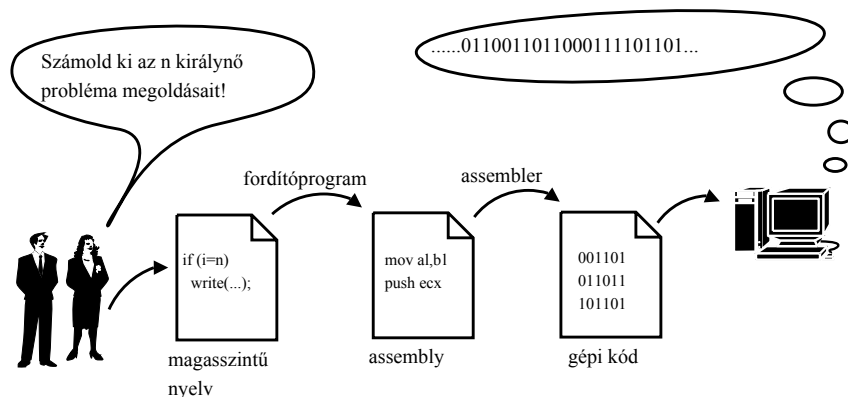 Számold ki az n királynő
probléma megoldásait!
......0110011011000111101101...
fordítóprogram
assembler
if (i=n)
write(...);
mov al,bl
push ecx
001101
011011
101101
magasszintű
nyelv
assembly
gépi kód